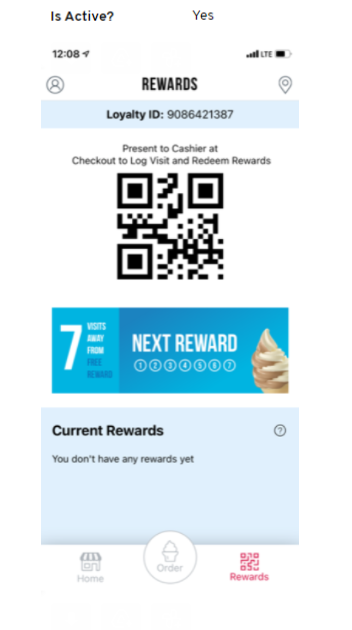 Is Active? Yes
12:08 LTE
REWARDS
Loyalty ID: 9086421387
Present to Cashier at
Checkout to Log Visit and Redeem Rewards
7 VISITS
AWAY
FROM
FREE
REWARD
NEXT REWARD
1 2 3 4 5 6 7
Current Rewards ?
You don't have any rewards yet
Home Order Rewards